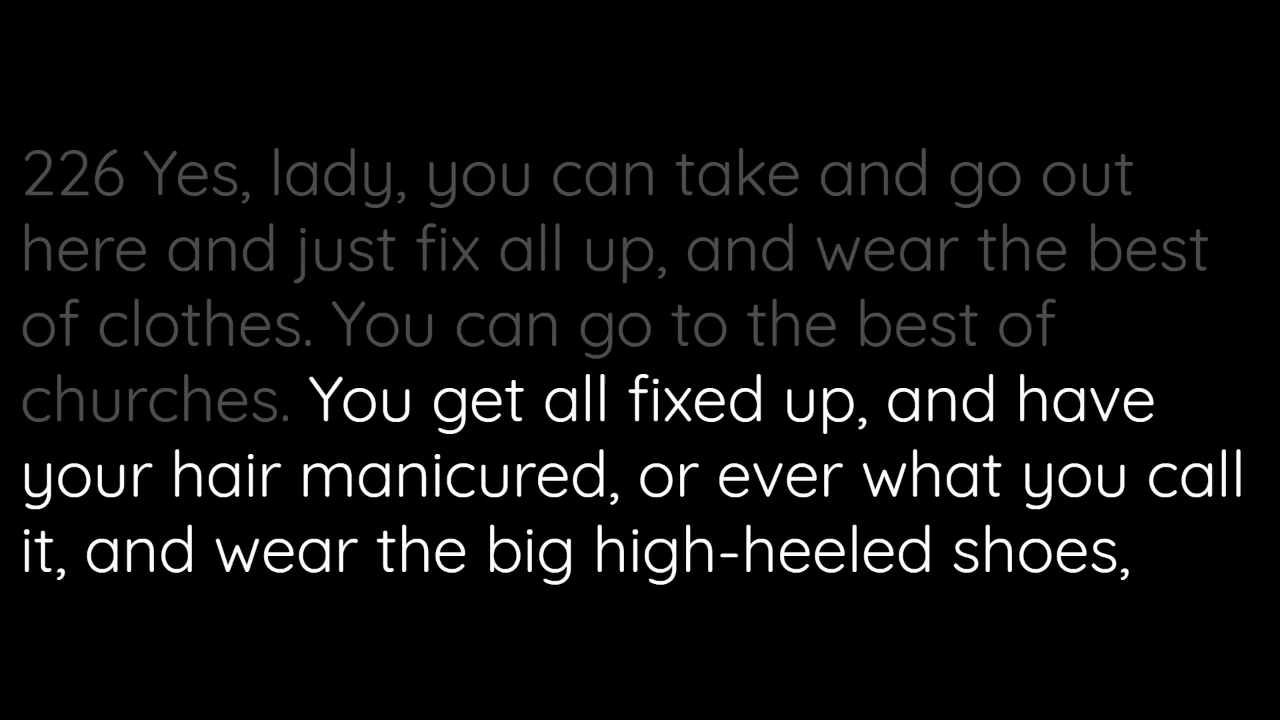 226 Yes, lady, you can take and go out
here and just fix all up, and wear the best
of clothes. You can go to the best of
churches. You get all fixed up, and have
your hair manicured, or ever what you call
it, and wear the big high-heeled shoes,